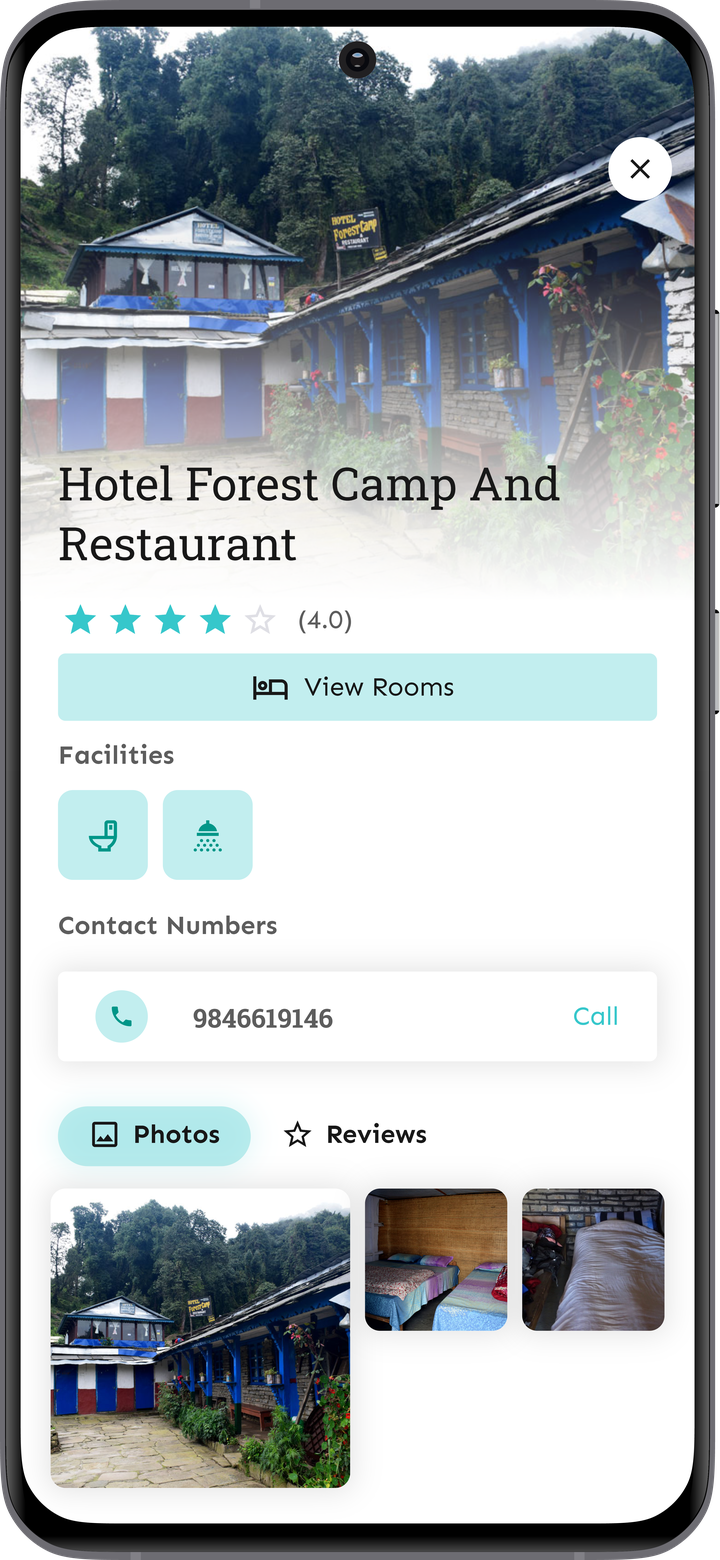 HOTEL
Forest Camp
RESTAURANT
Hotel Forest Camp And
Restaurant
(4.0)
View Rooms
Facilities
Contact Numbers
9846619146
Call
Photos
Reviews